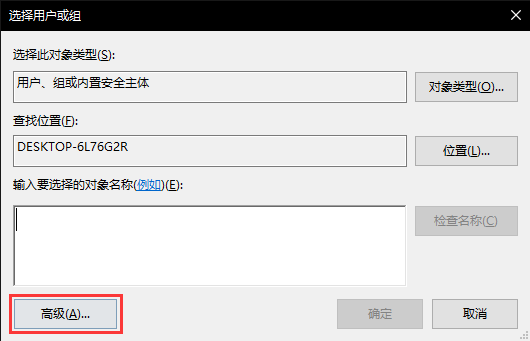 选择用户或组
选择此对象类型(S):
用户、组或内置安全主体
对象类型(O)...
查找位置(F):
DESKTOP-6L76G2R
位置(L)...
输入要选择的对象名称(例如)(E):
检查名称(C)
高级(A)...
确定
取消